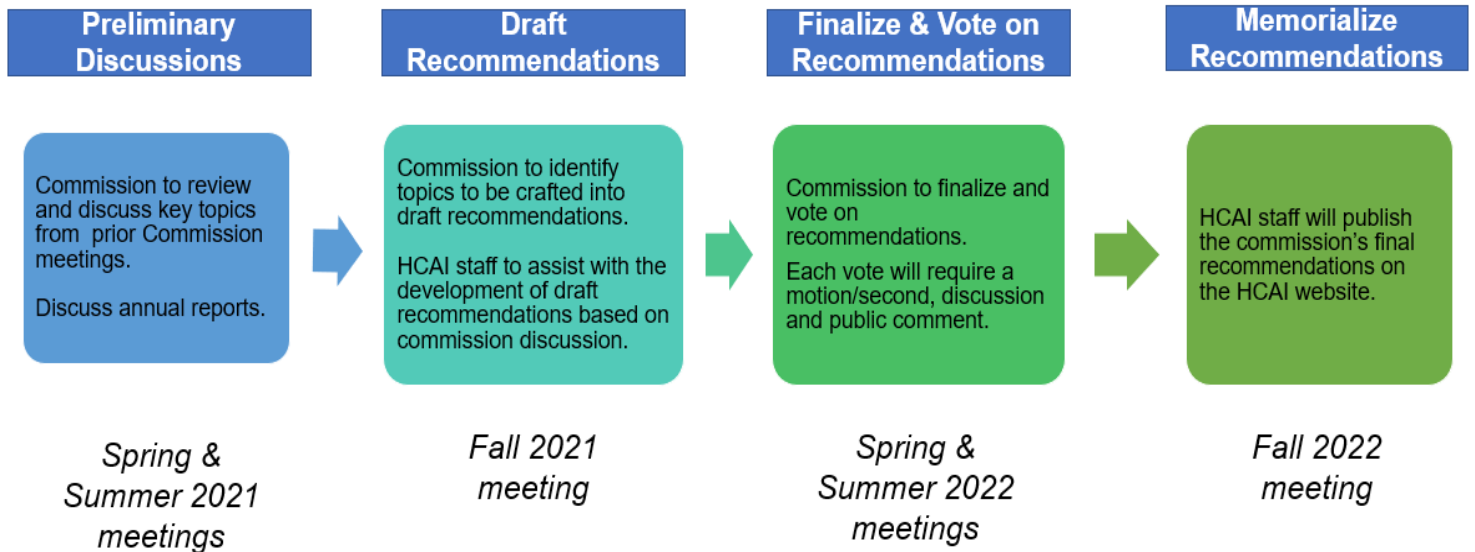 Preliminary
Discussions
Draft
Recommendations
Finalize & Vote on
Recommendations
Memorialize
Recommendations
Commission to review
and discuss key topics
from prior Commission
meetings.
Discuss annual reports.
Commission to identify
topics to be crafted into
draft recommendations.
HCAI staff to assist with the
development of draft
recommendations based on
commission discussion.
Commission to finalize and
vote on
recommendations.
Each vote will require a
motion/second, discussion
and public comment.
HCAI staff will publish
the commission's final
recommendations on
the HCAI website.
Spring &
Summer 2021
meetings
Fall 2021
meeting
Spring &
Summer 2022
meetings
Fall 2022
meeting